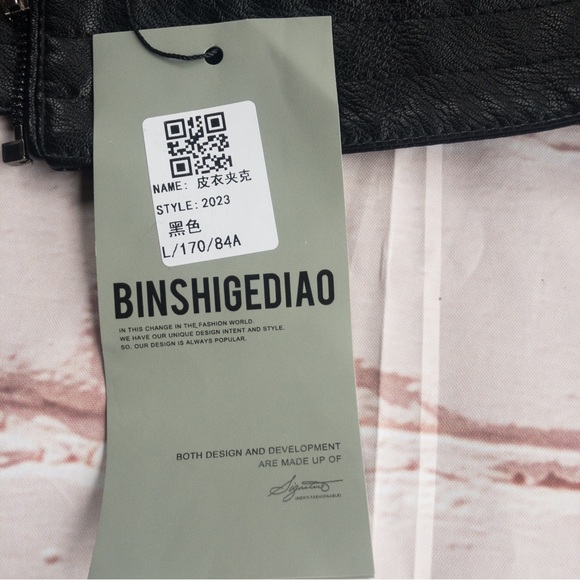 NAME: 皮衣夹克
STYLE:2023
黑色
L/170/84A
BINSHIGEDIAO
IN THIS CHANGE IN THE FASHION WORLD.
WE HAVE OUR UNIQUE DESIGN INTENT AND STYLE.
SO, OUR DESIGN IS ALWAYS POPULAR.
BOTH DESIGN AND DEVELOPMENT
ARE MADE UP OF
Signature